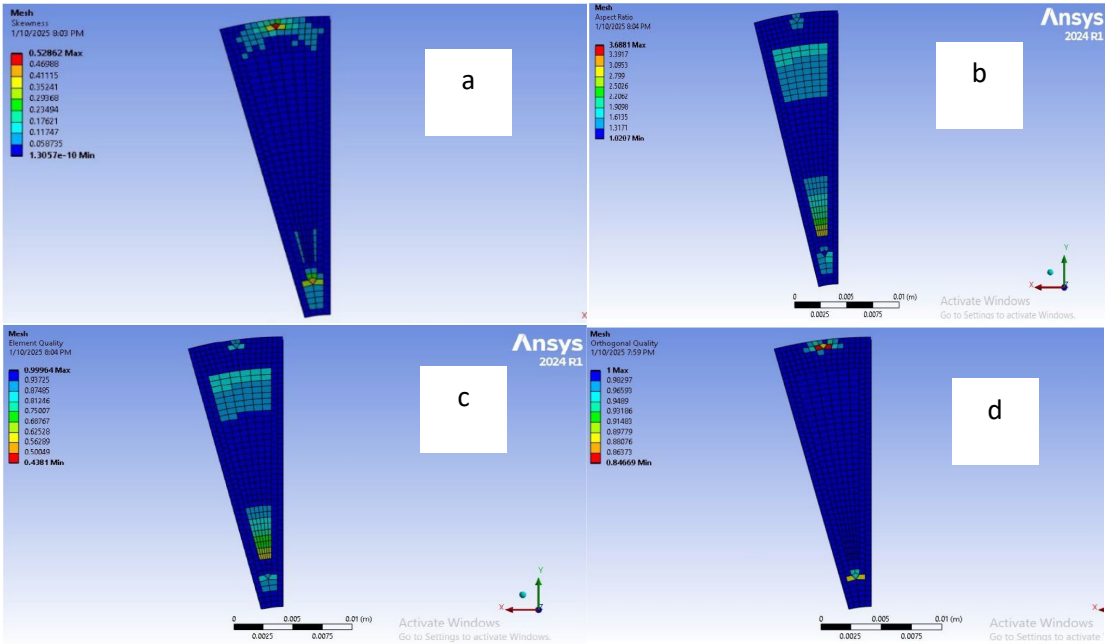 Mesh
Skewness
1/10/2025 8:03 PM
0.52862 Max
0.46988
0.41115
0.35241
0.29368
0.23494
0.17621
0.11747
0.058735
1.3057e-10 Min
a
X
Mesh
Aspect Ratio
1/10/2025 8:04 PM
3.6881 Max
3.3917
3.0953
2.799
2.5026
2.2062
1.9098
1.6135
1.3171
1.0207 Min
Ansys
2024 R1
b
Y
X
Z
0 0.005 0.01 (m)
0.0025 0.0075
Activate Windows
Go to Settings to activate Windows.
Mesh
Element Quality
1/10/2025 8:04 PM
0.99964 Max
0.93725
0.87485
0.81246
0.75007
0.68767
0.62528
0.56289
0.50049
0.4381 Min
Ansys
2024 R1
c
Y
X
Z
0 0.005 0.01 (m)
0.0025 0.0075
Activate Windows
Go to Settings to activate Windows.
Mesh
Orthogonal Quality
1/10/2025 7:59 PM
1 Max
0.98297
0.96593
0.9489
0.93186
0.91483
0.89779
0.88076
0.86373
0.84669 Min
d
X
0 0.005 0.01 (m)
0.0025 0.0075
Activate Windows
Go to Settings to activate Windows